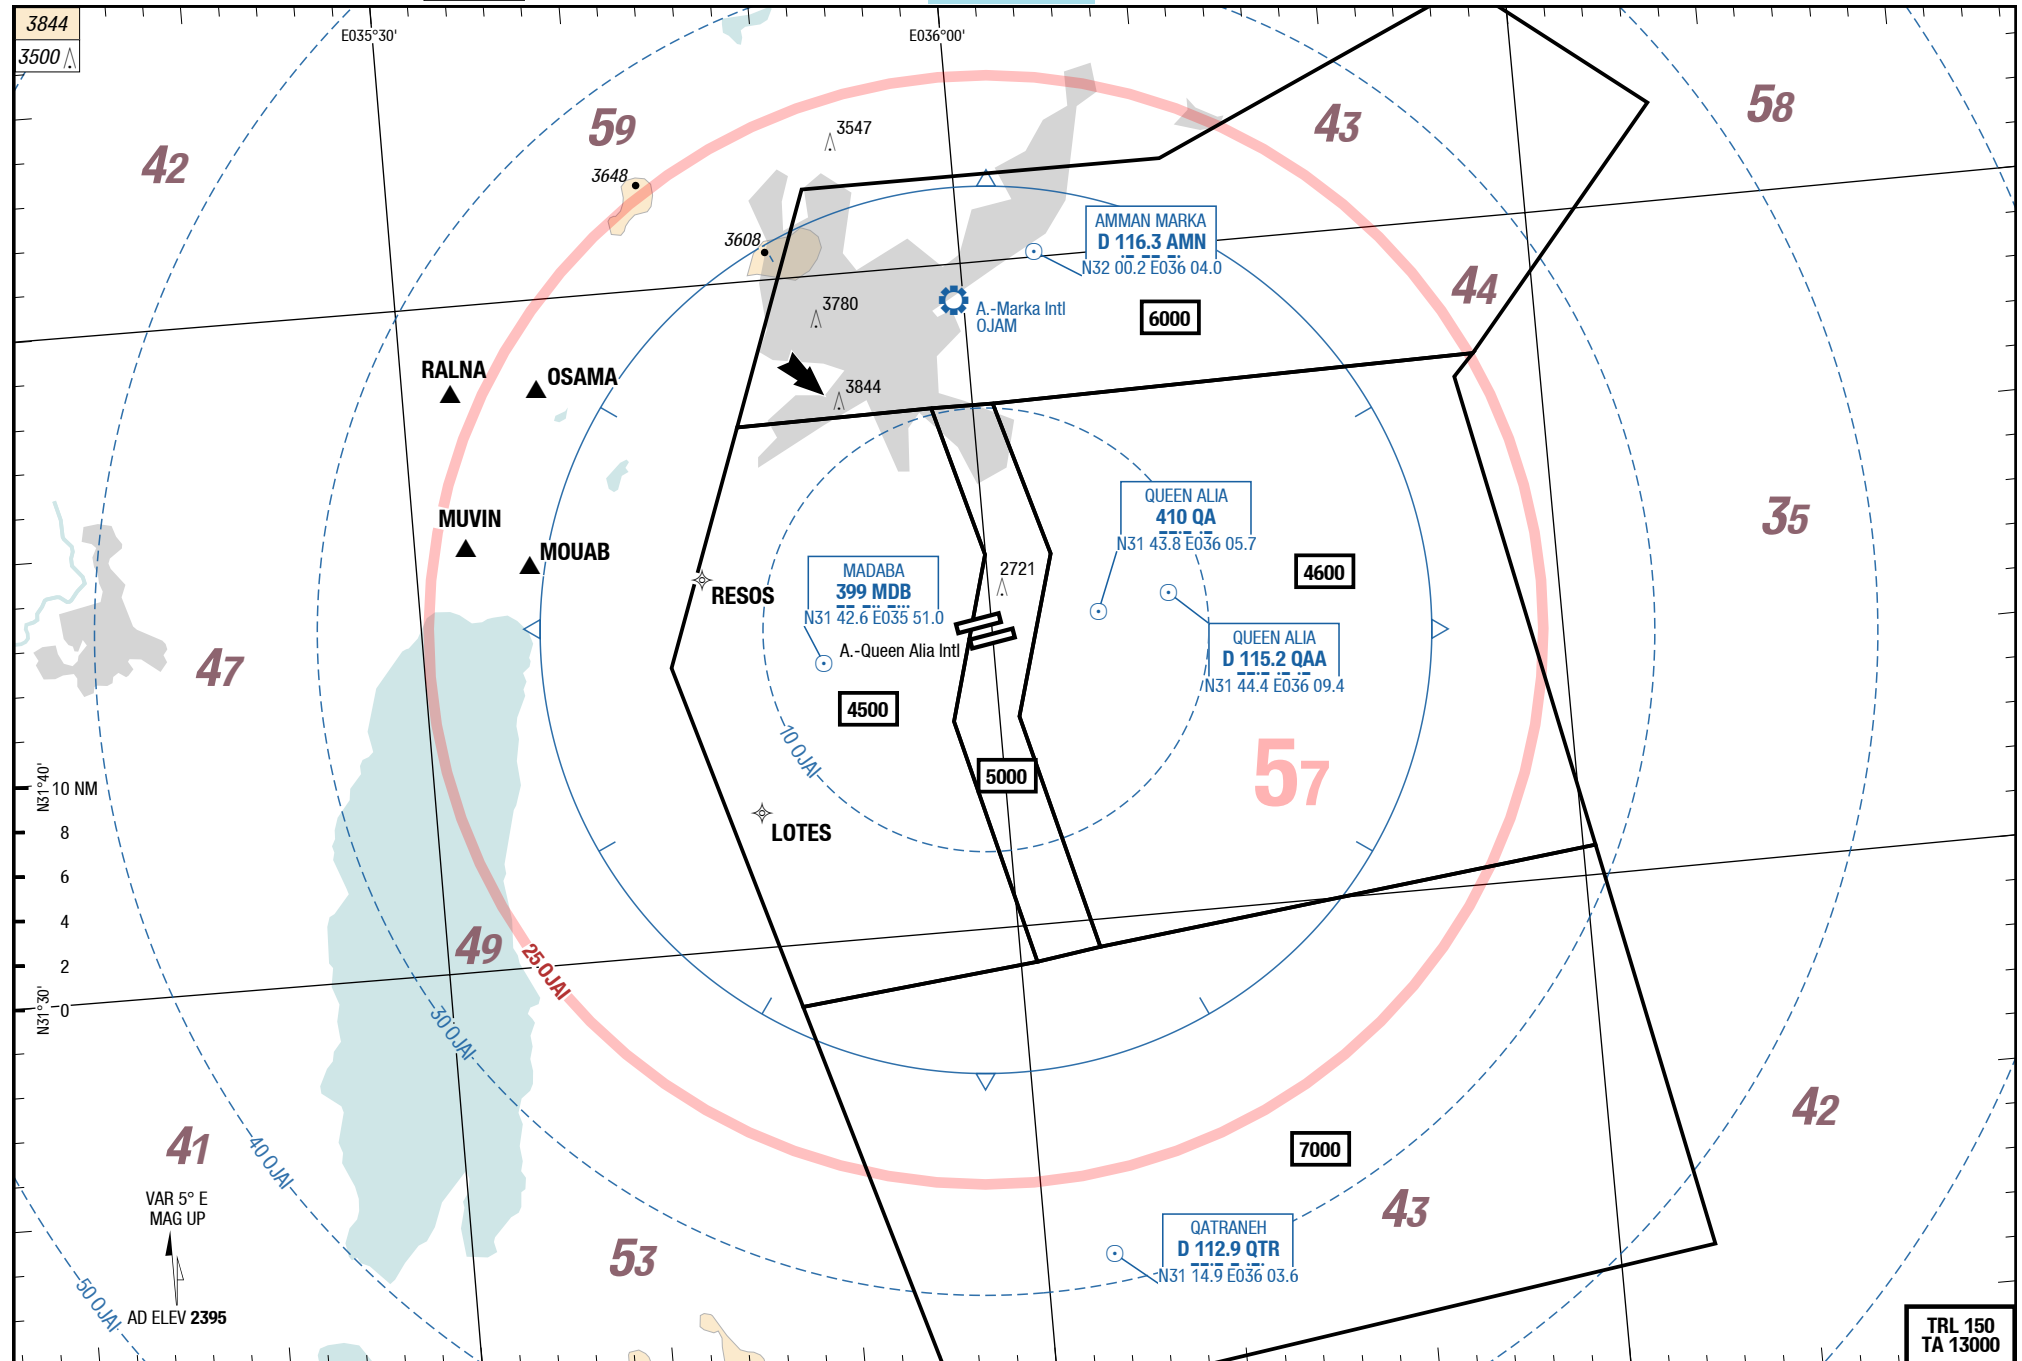 3844
3500
E035°30'
E036°00'
42
59
43
58
3547
3648
3608
AMMAN MARKA
D 116.3 AMN
N32 00.2 E036 04.0
A.-Marka Intl
OJAM
6000
44
3780
3844
RALNA
OSAMA
MUVIN
MOUAB
RESOS
LOTES
MADABA
399 MDB
N31 42.6 E035 51.0
A.-Queen Alia Intl
2721
QUEEN ALIA
410 QA
N31 43.8 E036 05.7
QUEEN ALIA
D 115.2 QAA
N31 44.4 E036 09.4
4600
35
47
4500
10 OJAI
5000
57
N31°40'
10 NM
8
6
4
2
0
N31°30'
49
25 OJAI
30 OJAI
40 OJAI
50 OJAI
41
VAR 5° E
MAG UP
AD ELEV 2395
53
7000
43
42
QATRANEH
D 112.9 QTR
N31 14.9 E036 03.6
TRL 150
TA 13000